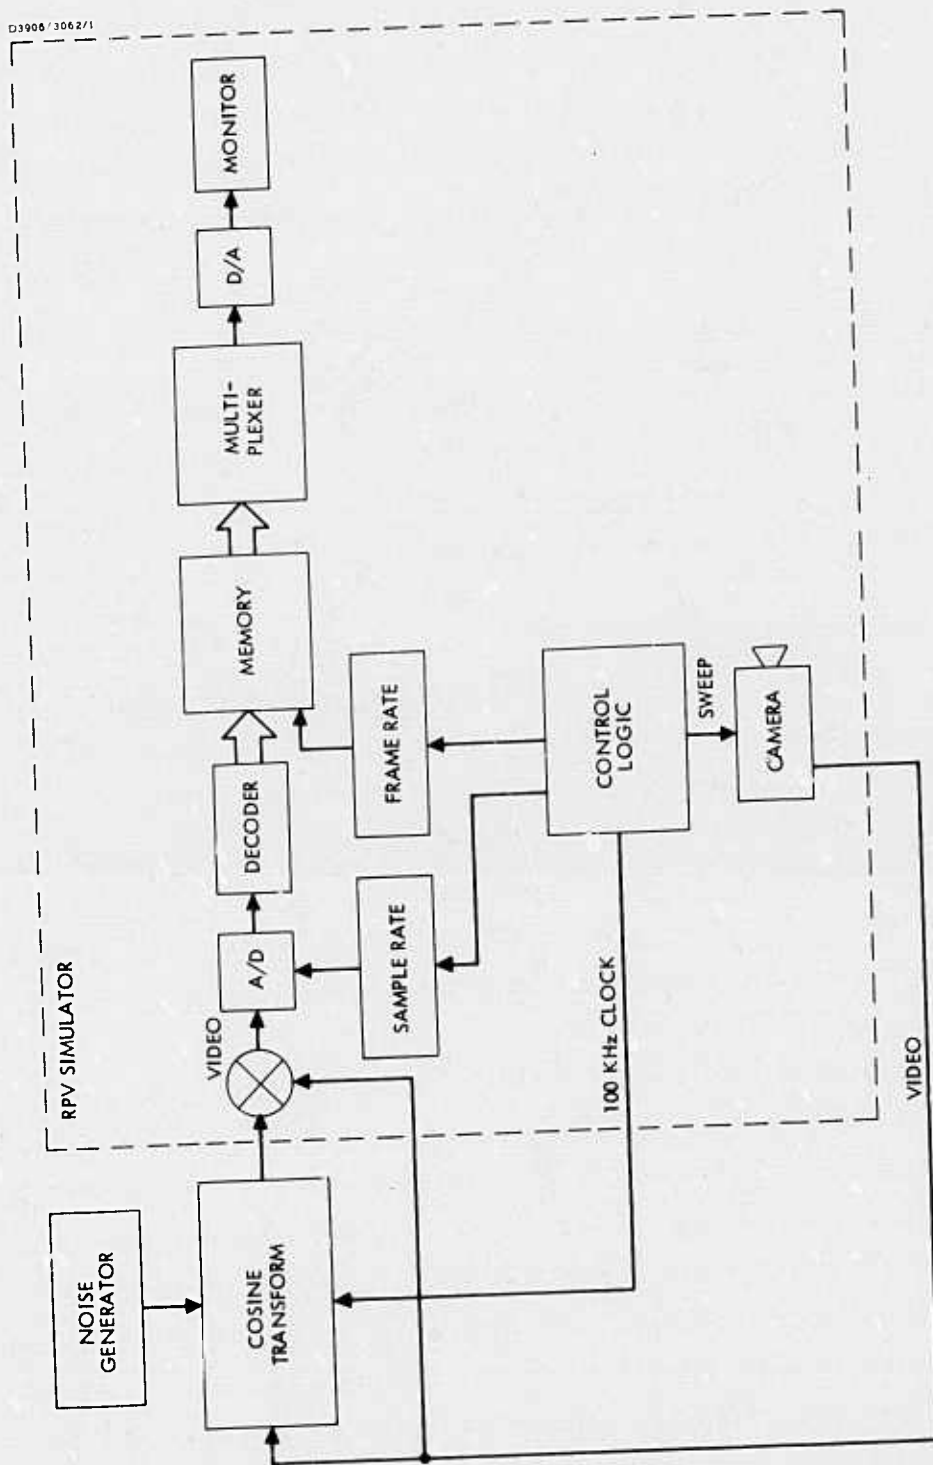 D3906/3062/1
RPV SIMULATOR
NOISE
GENERATOR
COSINE
TRANSFORM
VIDEO
A/D
DECODER
MEMORY
MULTI-
PLEXER
D/A
MONITOR
SAMPLE RATE
FRAME RATE
100 KHz CLOCK
CONTROL
LOGIC
SWEEP
CAMERA
VIDEO